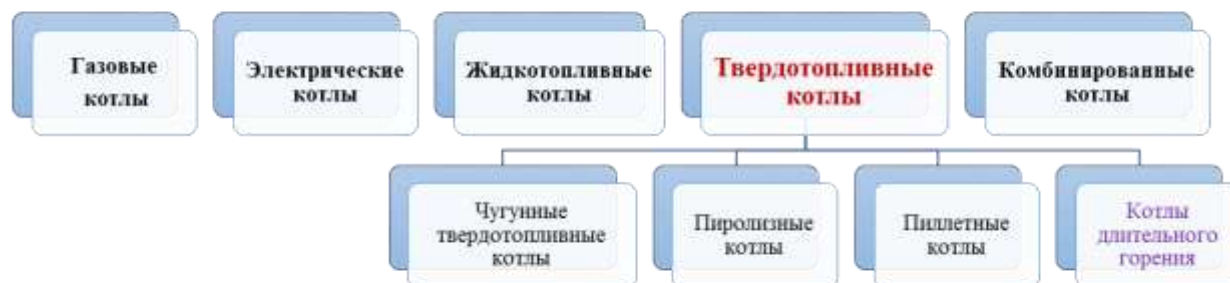 Газовые
котлы
Электрические
котлы
Жидкотопливные
котлы
Твердотопливные
котлы
Комбинированные
котлы
Чугунные
твердотопливные
котлы
Пиролизные
котлы
Пиллетные
котлы
Котлы
длительного
горения